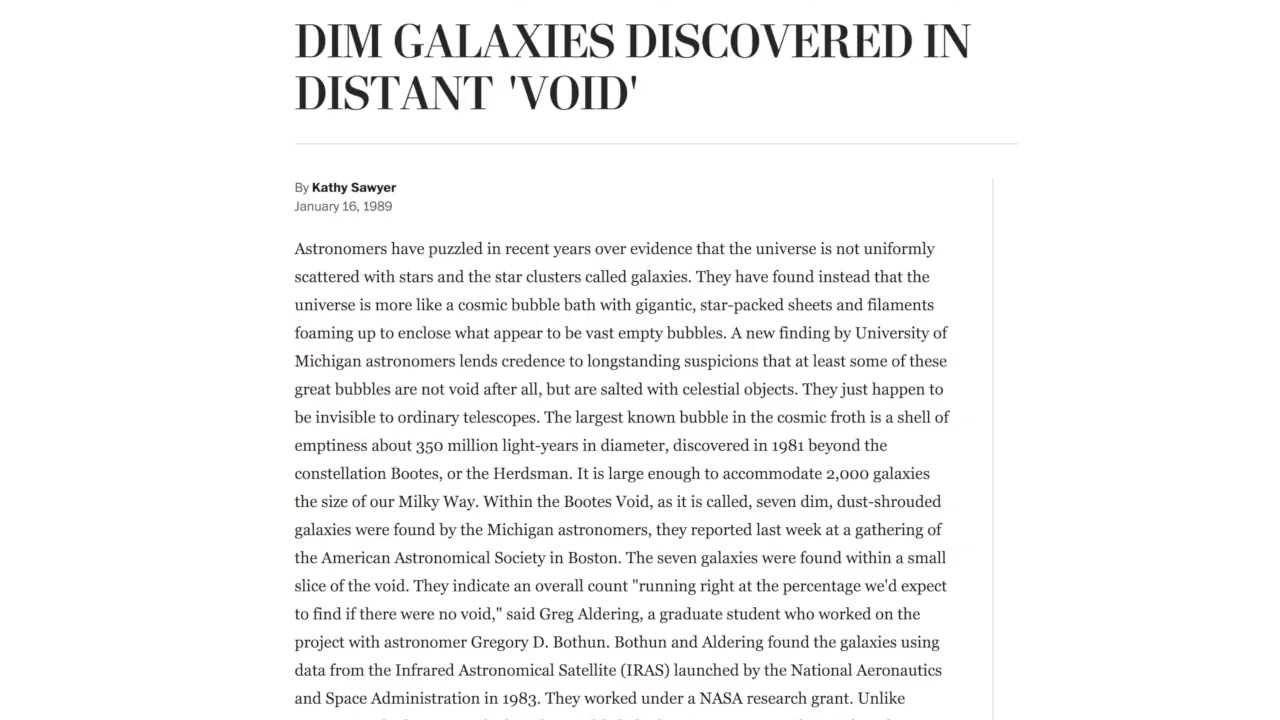 DIM GALAXIES DISCOVERED IN
DISTANT 'VOID'
By Kathy Sawyer
January 16, 1989
Astronomers have puzzled in recent years over evidence that the universe is not uniformly
scattered with stars and the star clusters called galaxies. They have found instead that the
universe is more like a cosmic bubble bath with gigantic, star-packed sheets and filaments
foaming up to enclose what appear to be vast empty bubbles. A new finding by University of
Michigan astronomers lends credence to longstanding suspicions that at least some of these
great bubbles are not void after all, but are salted with celestial objects. They just happen to
be invisible to ordinary telescopes. The largest known bubble in the cosmic froth is a shell of
emptiness about 350 million light-years in diameter, discovered in 1981 beyond the
constellation Bootes, or the Herdsman. It is large enough to accommodate 2,000 galaxies
the size of our Milky Way. Within the Bootes Void, as it is called, seven dim, dust-shrouded
galaxies were found by the Michigan astronomers, they reported last week at a gathering of
the American Astronomical Society in Boston. The seven galaxies were found within a small
slice of the void. They indicate an overall count "running right at the percentage we'd expect
to find if there were no void," said Greg Aldering, a graduate student who worked on the
project with astronomer Gregory D. Bothun. Bothun and Aldering found the galaxies using
data from the Infrared Astronomical Satellite (IRAS) launched by the National Aeronautics
and Space Administration in 1983. They worked under a NASA research grant. Unlike